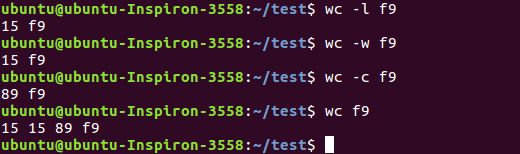 ubuntu@ubuntu-Inspiron-3558:~/test$ wc -l f9
15 f9
ubuntu@ubuntu-Inspiron-3558:~/test$ wc -w f9
15 f9
ubuntu@ubuntu-Inspiron-3558:~/test$ wc -c f9
89 f9
ubuntu@ubuntu-Inspiron-3558:~/test$ wc f9
15 15 89 f9
ubuntu@ubuntu-Inspiron-3558:~/test$